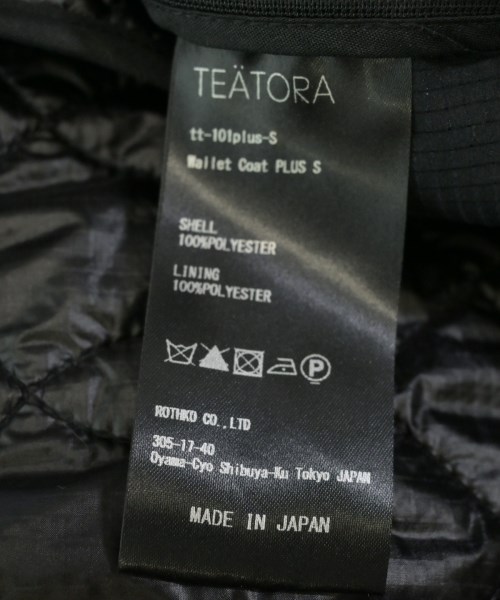 TEÄTORA
tt-101plus-S
Wallet Coat PLUS S
SHELL
100%POLYESTER
LINING
100%POLYESTER
P
ROTHKO CO.,LTD
305-17-40
Oyama-Cyo Shibuya-Ku Tokyo JAPAN
MADE IN JAPAN